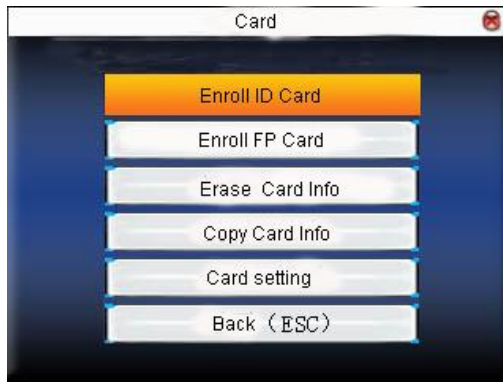 Card
Enroll ID Card
Enroll FP Card
Erase Card Info
Copy Card Info
Card setting
Back（ESC）